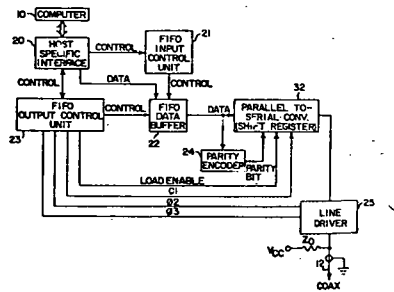 10 COMPUTER
20
HOST
SPECIFIC
INTERFACE
CONTROL
21
FIFO
INPUT
CONTROL
UNIT
CONTROL
DATA
CONTROL
32
FIFO
OUTPUT CONTROL
UNIT
23
CONTROL
FIFO
DATA
BUFFER
22
DATA
PARALLEL TO-
SERIAL CONV.
(SHIFT REGISTER)
24
PARITY
ENCODER
PARITY
BIT
LOAD ENABLE
C1
Ø2
Ø3
LINE
DRIVER
25
VCC
ZO
12
COAX